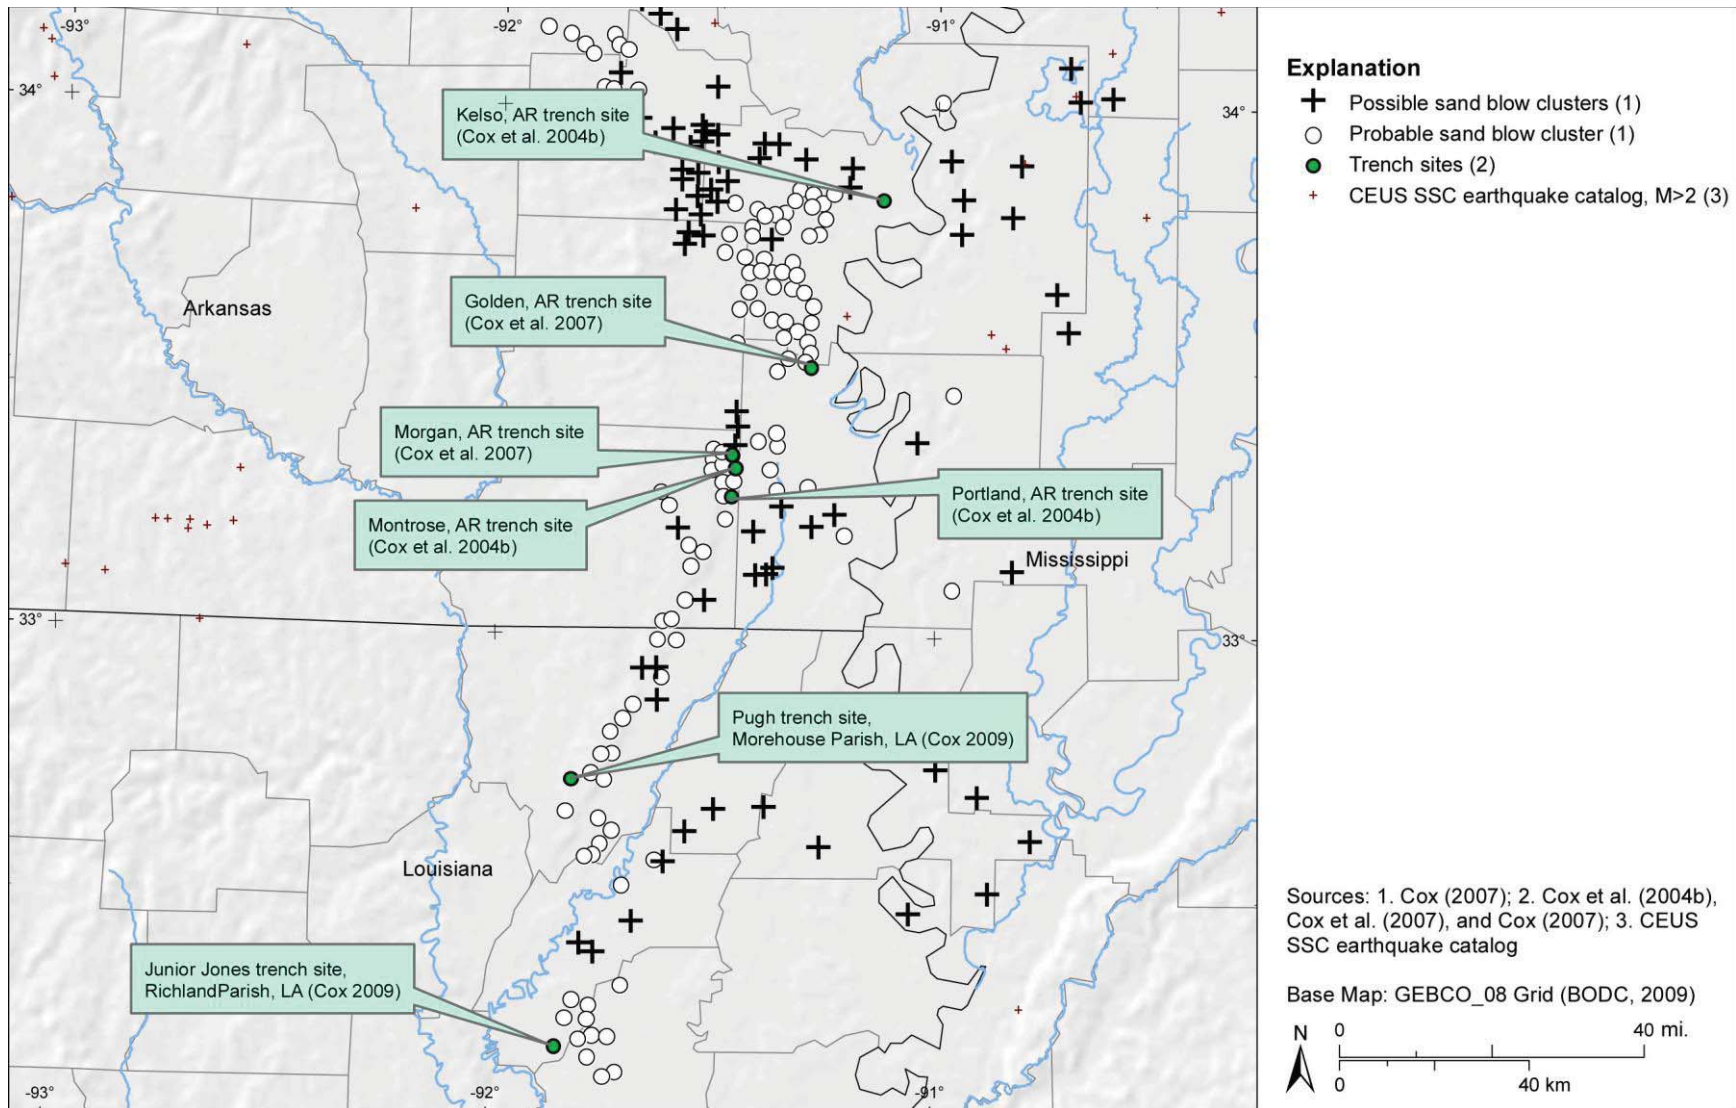 -93°
-92°
-91°
34°
34°
Kelso, AR trench site
(Cox et al. 2004b)
Golden, AR trench site
(Cox et al. 2007)
Arkansas
Morgan, AR trench site
(Cox et al. 2007)
Montrose, AR trench site
(Cox et al. 2004b)
Portland, AR trench site
(Cox et al. 2004b)
Mississippi
33°
33°
Pugh trench site,
Morehouse Parish, LA (Cox 2009)
Louisiana
Junior Jones trench site,
RichlandParish, LA (Cox 2009)
-93°
-92°
-91°
Explanation
Possible sand blow clusters (1)
Probable sand blow cluster (1)
Trench sites (2)
CEUS SSC earthquake catalog, M>2 (3)
Sources: 1. Cox (2007); 2. Cox et al. (2004b),
Cox et al. (2007), and Cox (2007); 3. CEUS
SSC earthquake catalog
Base Map: GEBCO_08 Grid (BODC, 2009)
N
0 40 mi.
0 40 km